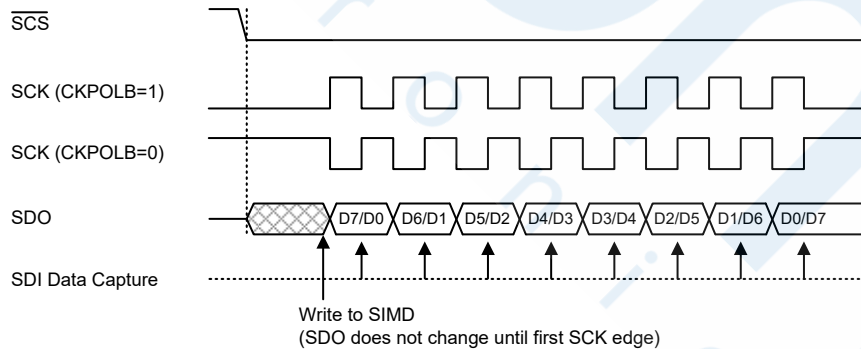 SCS
SCK (CKPOLB=1)
SCK (CKPOLB=0)
SDO D7/D0 D6/D1 D5/D2 D4/D3 D3/D4 D2/D5 D1/D6 D0/D7
SDI Data Capture
Write to SIMD
(SDO does not change until first SCK edge)